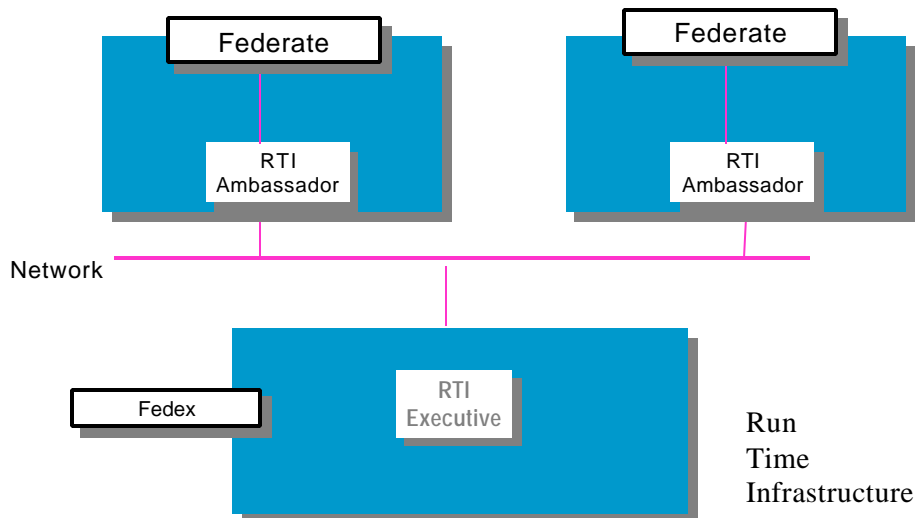 Federate
Federate
RTI
Ambassador
RTI
Ambassador
Network
RTI
Executive
Fedex
Run
Time
Infrastructure